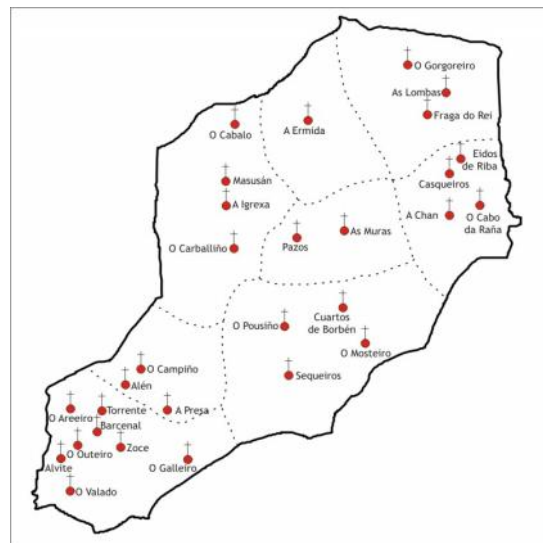 O Gorgoreiro
As Lombas
Fraga do Rei
A Ermida
O Cabalo
Eidos
de Riba
Casqueiros
Masusán
A Igrexa
A Chan
O Cabo
da Raña
As Muras
Pazos
O Carballiño
Cuartos
de Borbén
O Pousiño
O Mosteiro
Sequeiros
O Campiño
Alén
O Areeiro
Torrente
A Presa
Barcenal
O Outeiro
Zoce
Alvite
O Galleiro
O Valado